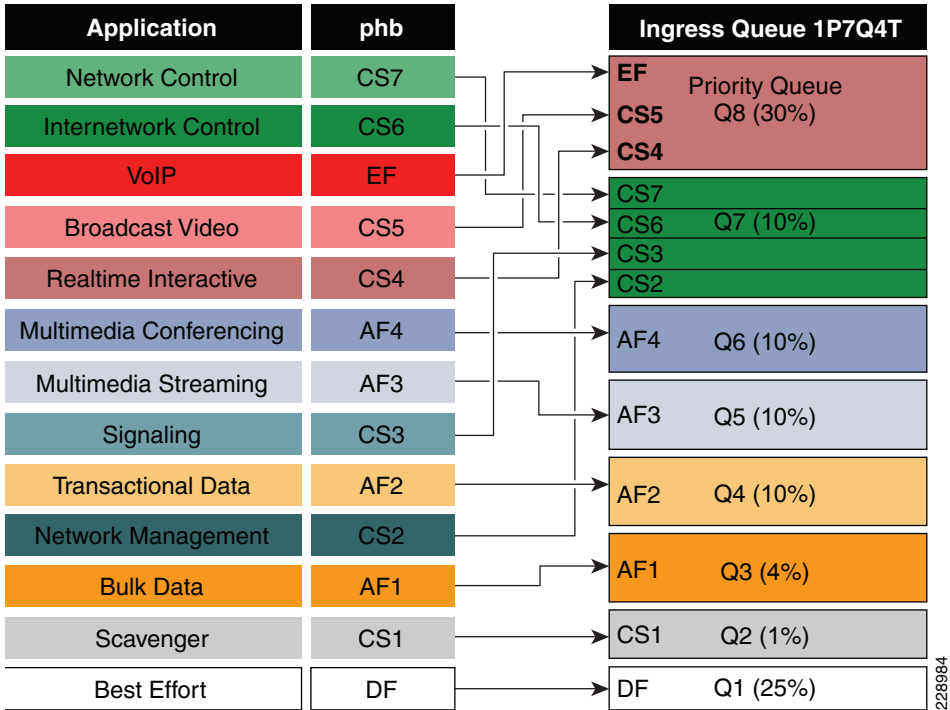 Application phb Ingress Queue 1P7Q4T
Network Control CS7
Internetwork Control CS6
VoIP EF
Broadcast Video CS5
Realtime Interactive CS4
Multimedia Conferencing AF4
Multimedia Streaming AF3
Signaling CS3
Transactional Data AF2
Network Management CS2
Bulk Data AF1
Scavenger CS1
Best Effort DF
EF
Priority Queue
CS5 Q8 (30%)
CS4
CS7
CS6 Q7 (10%)
CS3
CS2
AF4 Q6 (10%)
AF3 Q5 (10%)
AF2 Q4 (10%)
AF1 Q3 (4%)
CS1 Q2 (1%)
DF Q1 (25%)
228984